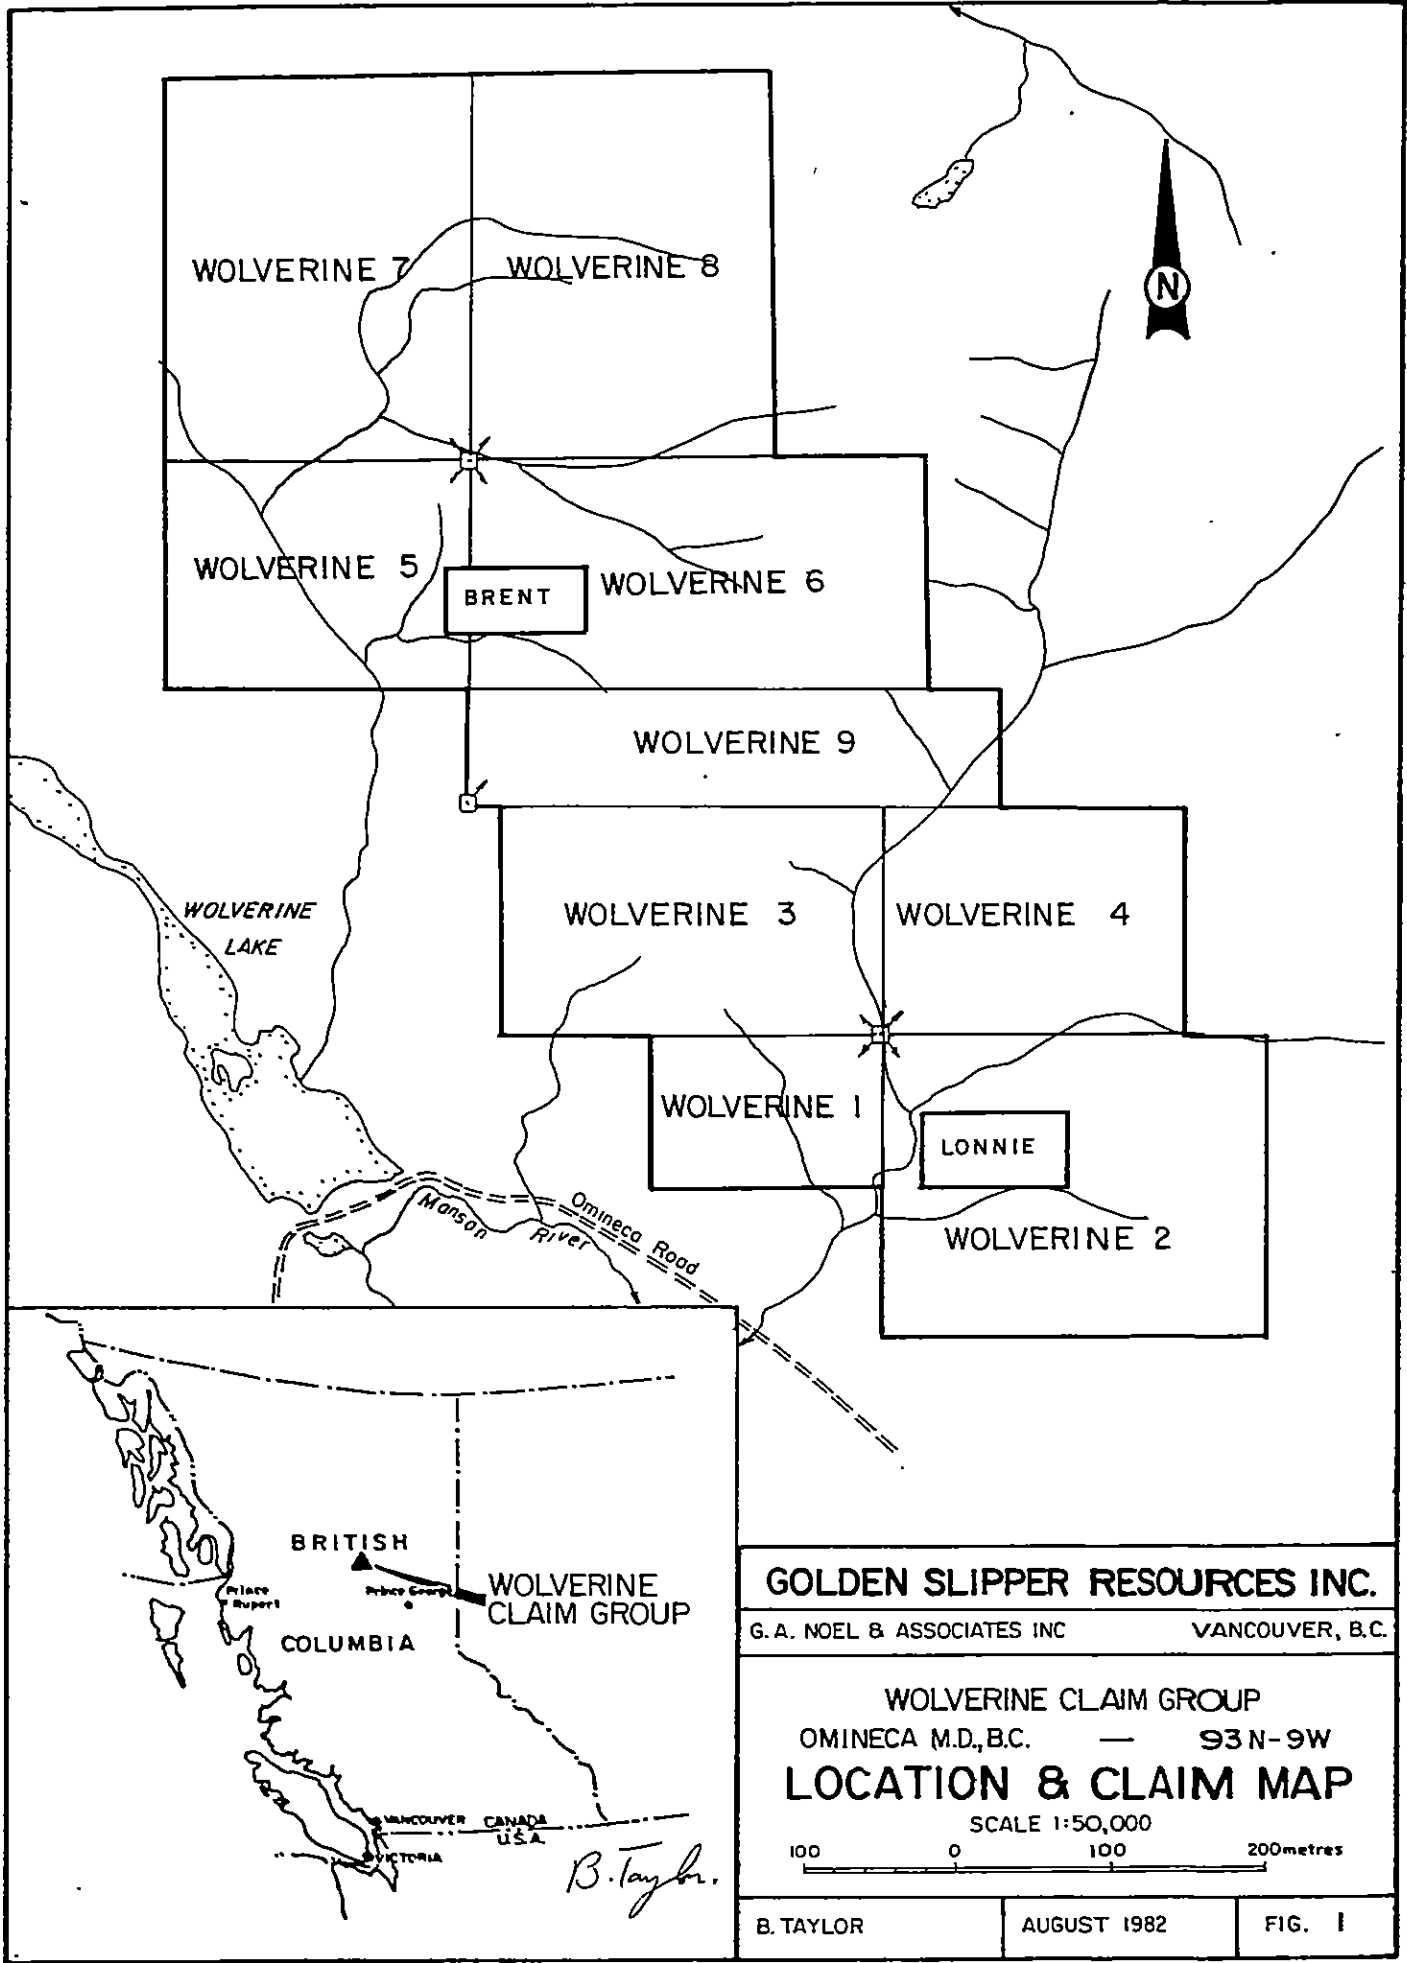 N
WOLVERINE 7
WOLVERINE 8
WOLVERINE 5
BRENT
WOLVERINE 6
WOLVERINE 9
WOLVERINE
LAKE
WOLVERINE 3
WOLVERINE 4
WOLVERINE 1
LONNIE
WOLVERINE 2
Manson River
Omineca Road
BRITISH
COLUMBIA
Prince
Rupert
Prince George
WOLVERINE
CLAIM GROUP
VANCOUVER
CANADA
U.S.A.
VICTORIA
B. Taylor.
GOLDEN SLIPPER RESOURCES INC.
G. A. NOEL & ASSOCIATES INC VANCOUVER, B.C.
WOLVERINE CLAIM GROUP
OMINECA M.D., B.C. — 93N-9W
LOCATION & CLAIM MAP
SCALE 1:50,000
100 0 100 200metres
B. TAYLOR AUGUST 1982 FIG. 1